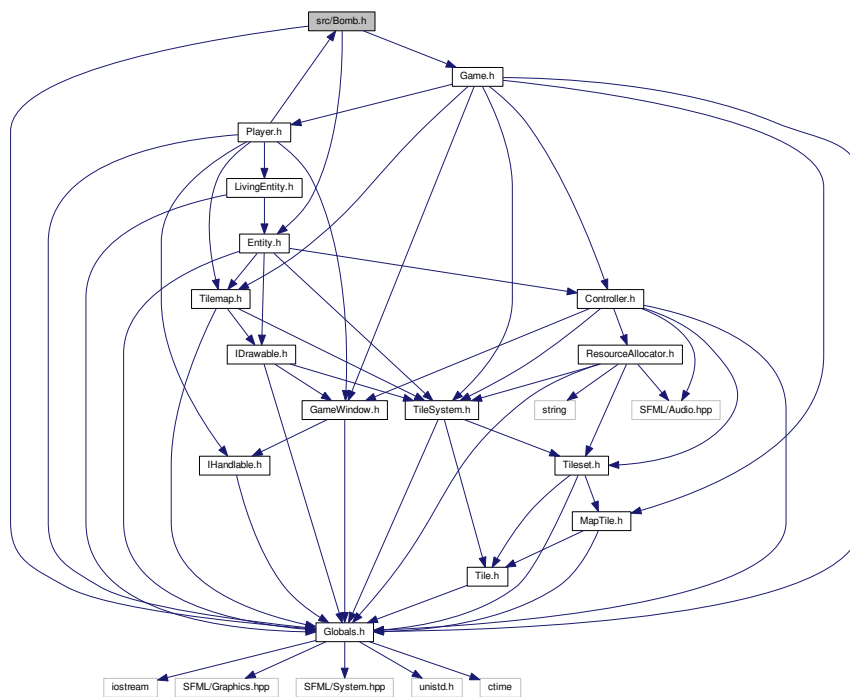 src/Bomb.h
Game.h
Player.h
LivingEntity.h
Entity.h
Tilemap.h
Controller.h
IDrawable.h
ResourceAllocator.h
GameWindow.h
TileSystem.h
string
SFML/Audio.hpp
IHandlable.h
Tileset.h
MapTile.h
Tile.h
Globals.h
iostream
SFML/Graphics.hpp
SFML/System.hpp
unistd.h
ctime